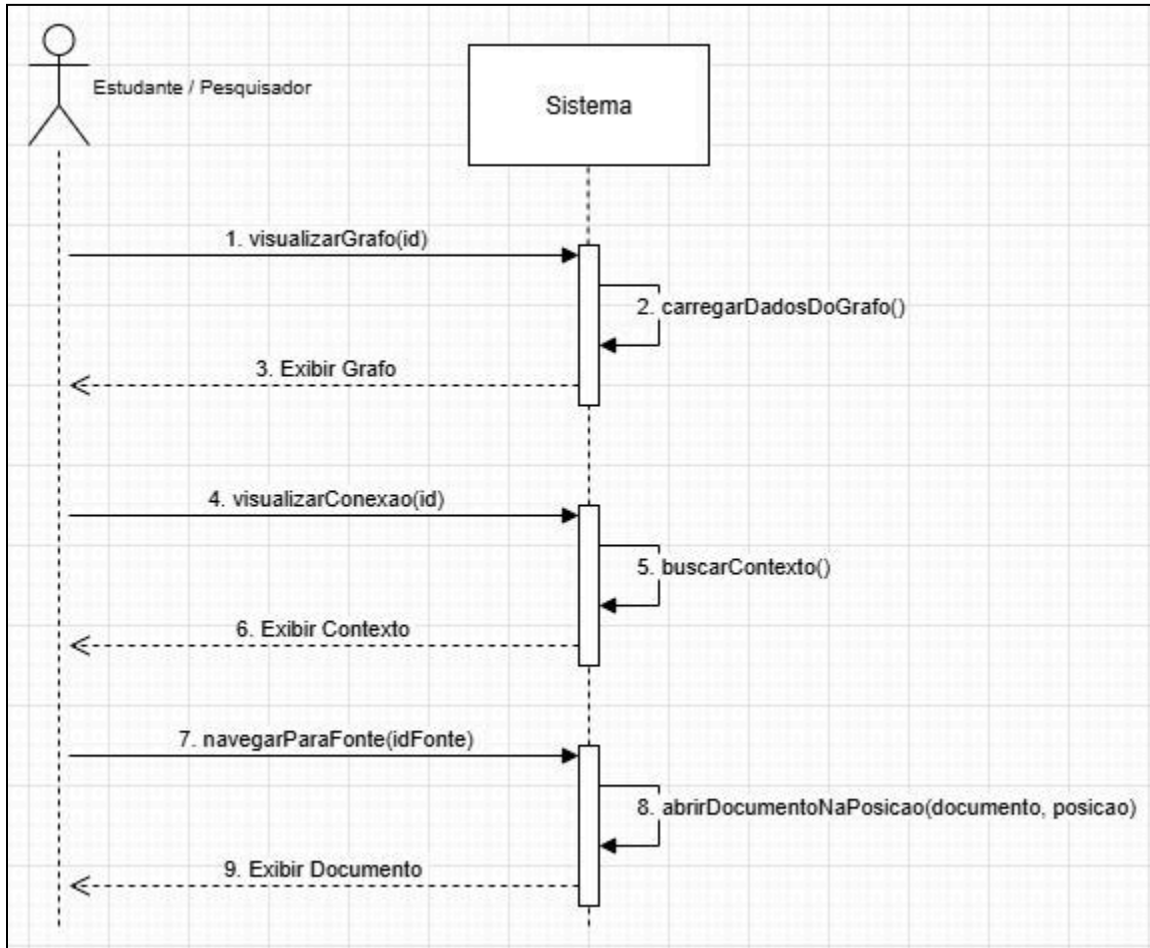 Estudante / Pesquisador
Sistema
1. visualizarGrafo(id)
2. carregarDadosDoGrafo()
3. Exibir Grafo
4. visualizarConexao(id)
5. buscarContexto()
6. Exibir Contexto
7. navegarParaFonte(idFonte)
8. abrirDocumentoNaPosicao(documento, posicao)
9. Exibir Documento